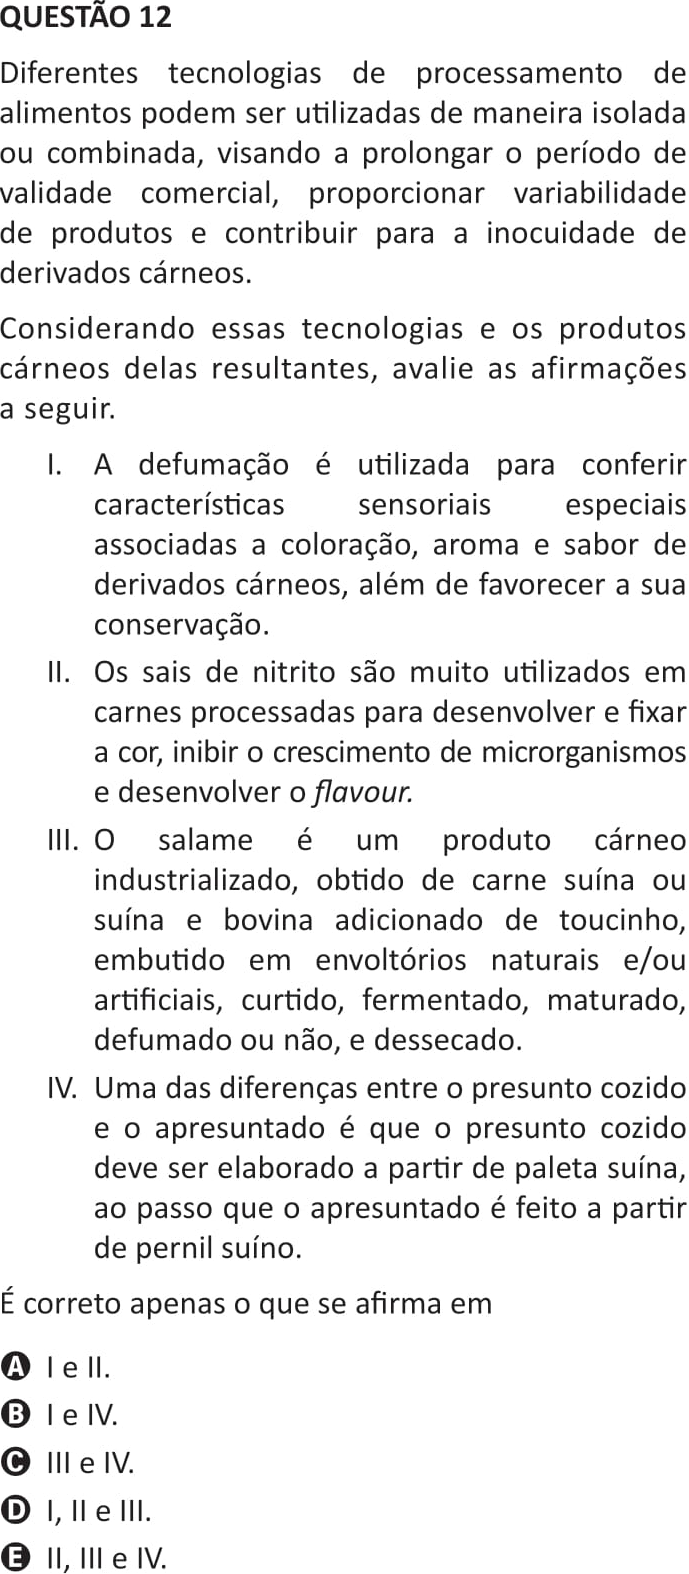 QUESTÃO 12
Diferentes tecnologias de processamento de
alimentos podem ser utilizadas de maneira isolada
ou combinada, visando a prolongar o período de
validade comercial, proporcionar variabilidade
de produtos e contribuir para a inocuidade de
derivados cárneos.
Considerando essas tecnologias e os produtos
cárneos delas resultantes, avalie as afirmações
a seguir.
I. A defumação é utilizada para conferir
características sensoriais especiais
associadas a coloração, aroma e sabor de
derivados cárneos, além de favorecer a sua
conservação.
II. Os sais de nitrito são muito utilizados em
carnes processadas para desenvolver e fixar
a cor, inibir o crescimento de microrganismos
e desenvolver o flavour.
III. O salame é um produto cárneo
industrializado, obtido de carne suína ou
suína e bovina adicionado de toucinho,
embutido em envoltórios naturais e/ou
artificiais, curtido, fermentado, maturado,
defumado ou não, e dessecado.
IV. Uma das diferenças entre o presunto cozido
e o apresuntado é que o presunto cozido
deve ser elaborado a partir de paleta suína,
ao passo que o apresuntado é feito a partir
de pernil suíno.
É correto apenas o que se afirma em
A I e II.
B I e IV.
C III e IV.
D I, II e III.
E II, III e IV.